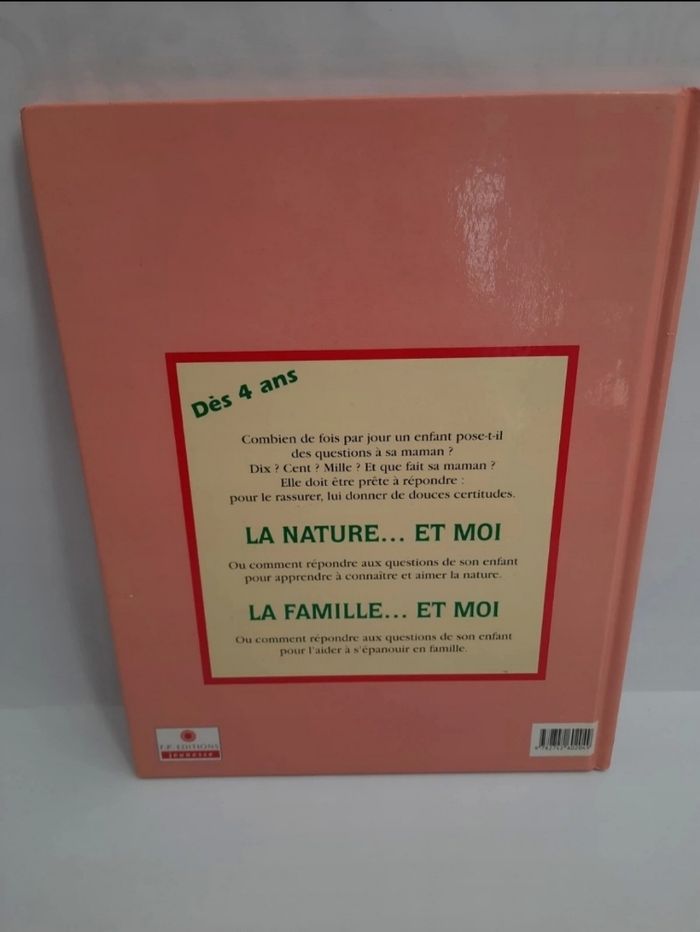 Dès 4 ans
Combien de fois par jour un enfant pose-t-il
des questions à sa maman ?
Dix ? Cent ? Mille ? Et que fait sa maman ?
Elle doit être prête à répondre :
pour le rassurer, lui donner de douces certitudes.
LA NATURE... ET MOI
Ou comment répondre aux questions de son enfant
pour apprendre à connaître et aimer la nature.
LA FAMILLE... ET MOI
Ou comment répondre aux questions de son enfant
pour l'aider à s'épanouir en famille.
EDITIONS
jeunesse